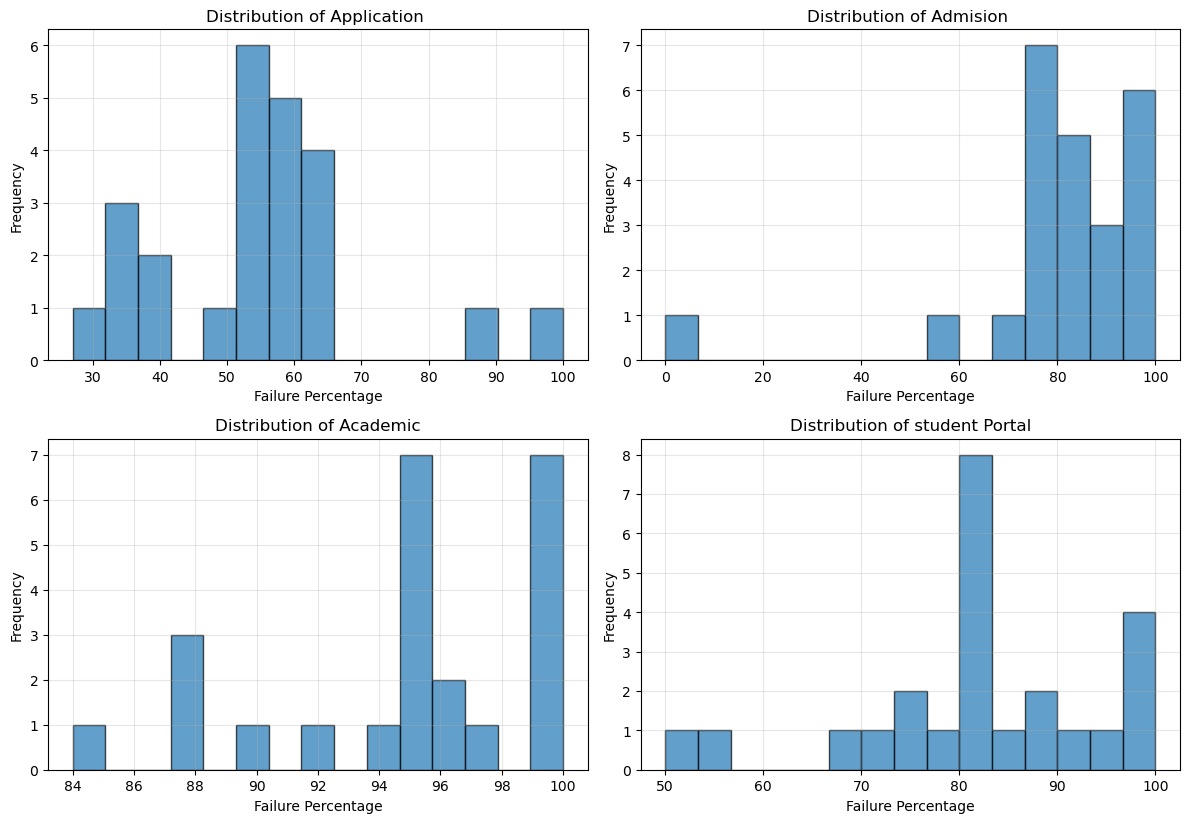 Distribution of Application
Frequency
6
5
4
3
2
1
0
30 40 50 60 70 80 90 100
Failure Percentage
Distribution of Admision
Frequency
7
6
5
4
3
2
1
0
0 20 40 60 80 100
Failure Percentage
Distribution of Academic
Frequency
7
6
5
4
3
2
1
0
84 86 88 90 92 94 96 98 100
Failure Percentage
Distribution of student Portal
Frequency
8
7
6
5
4
3
2
1
0
50 60 70 80 90 100
Failure Percentage